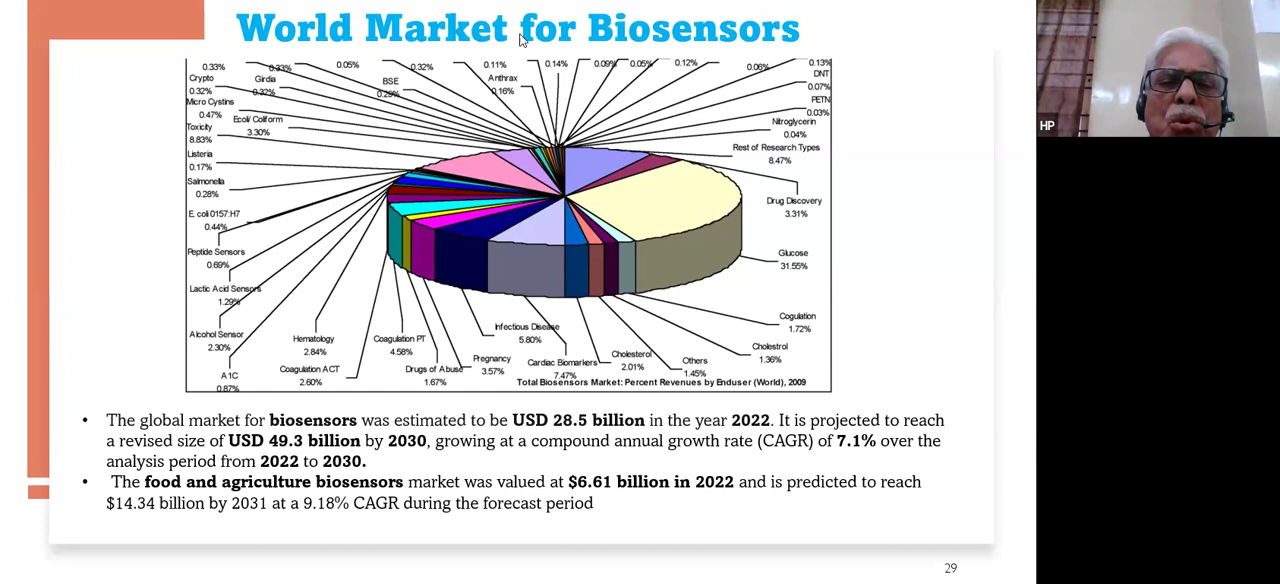 World Market for Biosensors
HP
0.33%
0.33%
0.05%
0.32%
0.11%
0.14%
0.09%
0.05%
0.12%
0.06%
0.13%
Crypto
0.32%
Girdia
0.32%
BSE
0.29%
Anthrax
0.16%
DNT
0.07%
Micro Cystins
0.47%
PETN
0.03%
Ecoli/ Coliform
3.30%
Nitroglycerin
0.04%
Toxicity
8.83%
Rest of Research Types
8.47%
Listeria
0.17%
Salmonella
0.28%
Drug Discovery
3.31%
E. coli 0157:H7
0.44%
Peptide Sensors
0.69%
Glucose
31.55%
Lactic Acid Sensors
1.29%
Cogulation
1.72%
Alcohol Sensor
2.30%
Hematology
2.84%
Coagulation PT
4.58%
Infectious Disease
5.80%
Cholestrol
1.36%
A1C
0.87%
Coagulation ACT
2.60%
Drugs of Abuse
1.67%
Pregnancy
3.57%
Cardiac Biomarkers
7.47%
Cholesterol
2.01%
Others
1.45%
Total Biosensors Market: Percent Revenues by Enduser (World), 2009
• The global market for biosensors was estimated to be USD 28.5 billion in the year 2022. It is projected to reach
a revised size of USD 49.3 billion by 2030, growing at a compound annual growth rate (CAGR) of 7.1% over the
analysis period from 2022 to 2030.
• The food and agriculture biosensors market was valued at $6.61 billion in 2022 and is predicted to reach
$14.34 billion by 2031 at a 9.18% CAGR during the forecast period
29